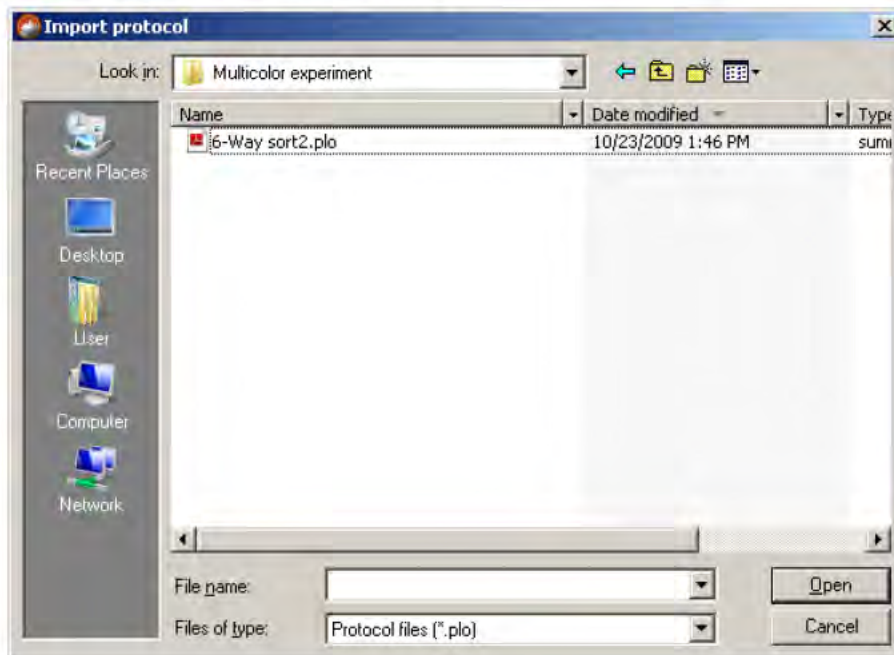 Import protocol
Look in: Multicolor experiment
Name Date modified Type
6-Way sort2.plo 10/23/2009 1:46 PM
Recent Places
Desktop
User
Computer
Network
File name: Open
Files of type: Protocol files (*.plo) Cancel